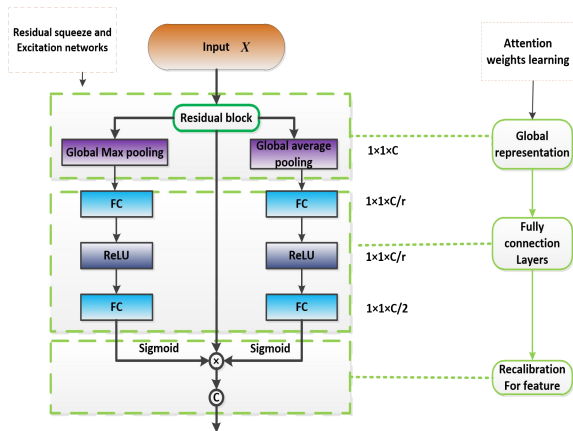 Residual squeeze and
Excitation networks
Input X
Attention
weights learning
Residual block
Global Max pooling
Global average
pooling
1×1×C
Global
representation
FC
FC
1×1×C/r
ReLU
ReLU
1×1×C/r
Fully
connection
Layers
FC
FC
1×1×C/2
Sigmoid
Sigmoid
×
C
Recalibration
For feature